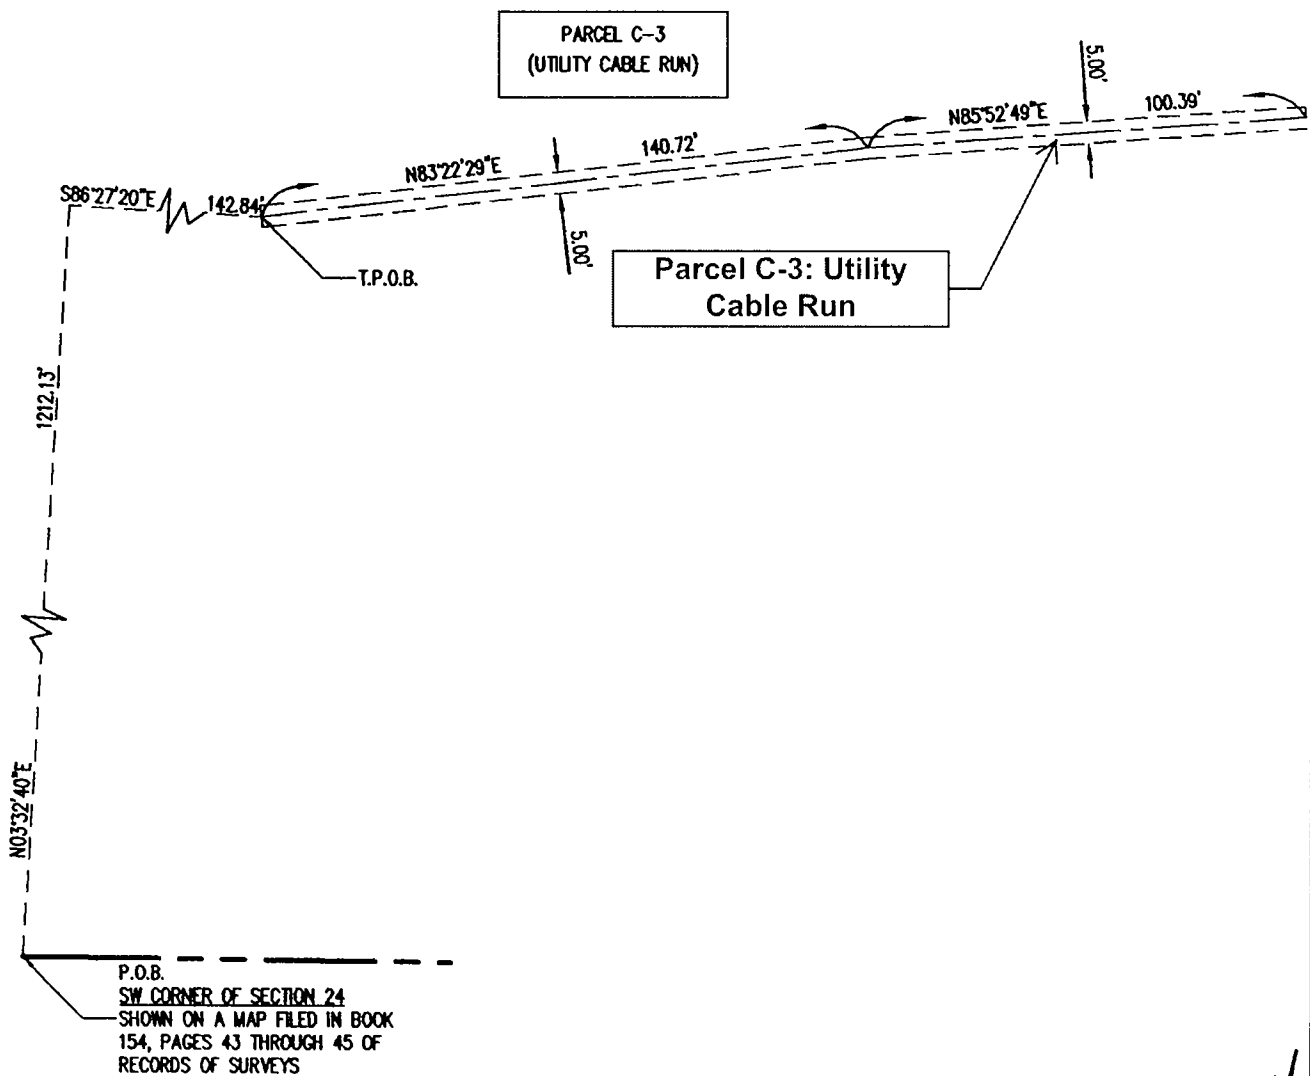 PARCEL C-3
(UTILITY CABLE RUN)
5.00'
N85°52'49"E
100.39'
140.72'
N83°22'29"E
S86°27'20"E
142.84'
5.00'
T.P.O.B.
Parcel C-3: Utility
Cable Run
1212.13'
N03°32'40"E
P.O.B.
SW CORNER OF SECTION 24
SHOWN ON A MAP FILED IN BOOK
154, PAGES 43 THROUGH 45 OF
RECORDS OF SURVEYS